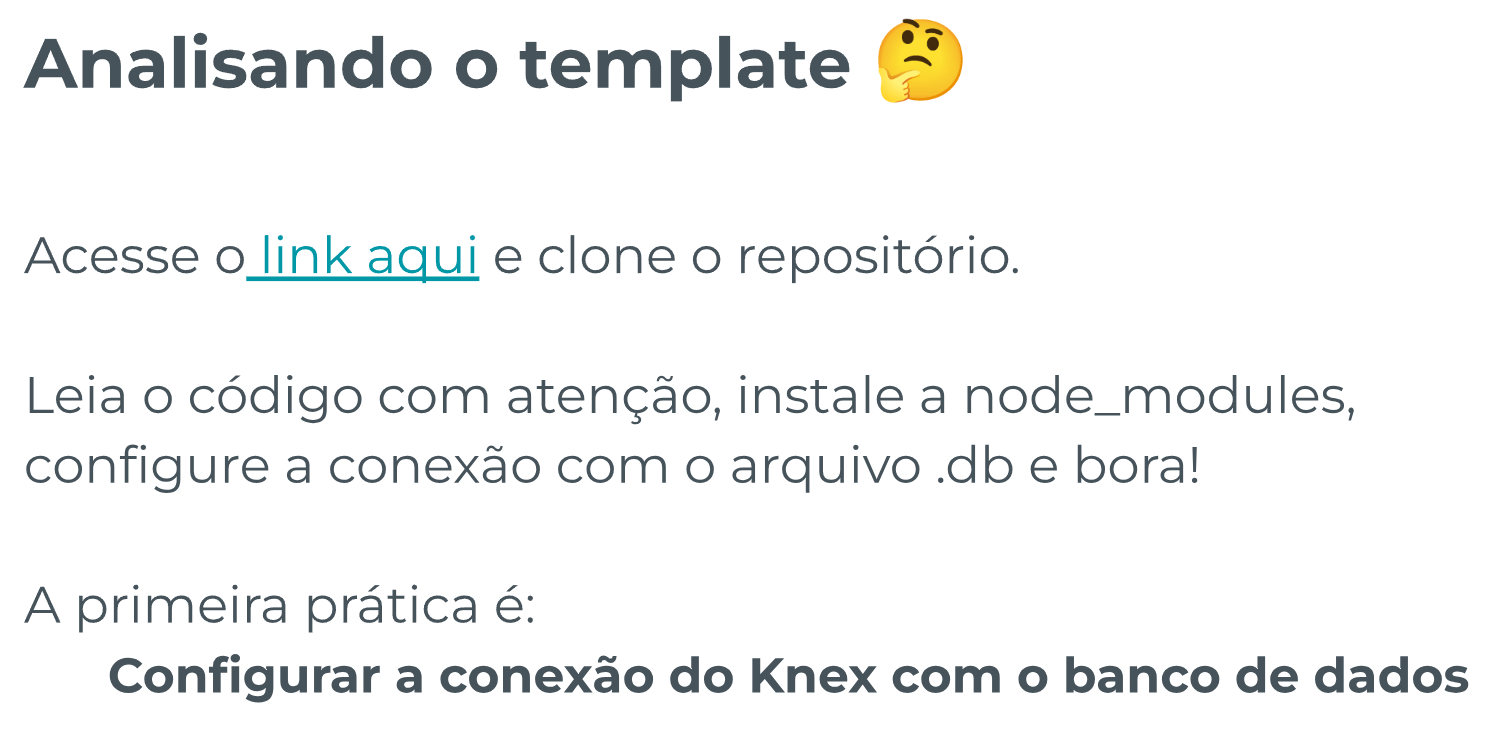 Analisando o template 🤔
Acesse o link aqui e clone o repositório.
Leia o código com atenção, instale a node_modules,
configure a conexão com o arquivo .db e bora!
A primeira prática é:
Configurar a conexão do Knex com o banco de dados